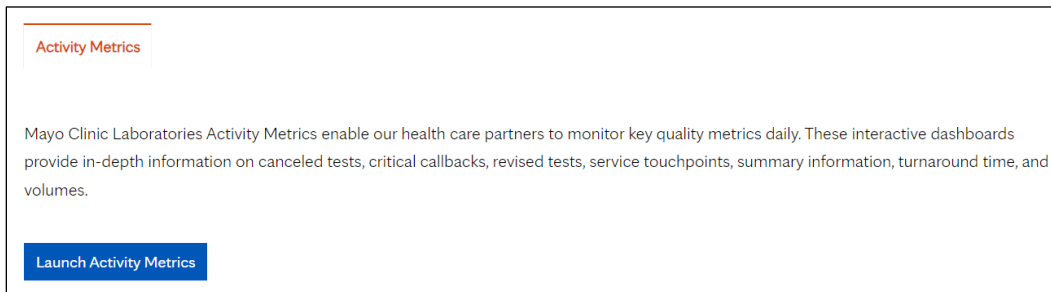 Activity Metrics
Mayo Clinic Laboratories Activity Metrics enable our health care partners to monitor key quality metrics daily. These interactive dashboards
provide in-depth information on canceled tests, critical callbacks, revised tests, service touchpoints, summary information, turnaround time, and
volumes.
Launch Activity Metrics